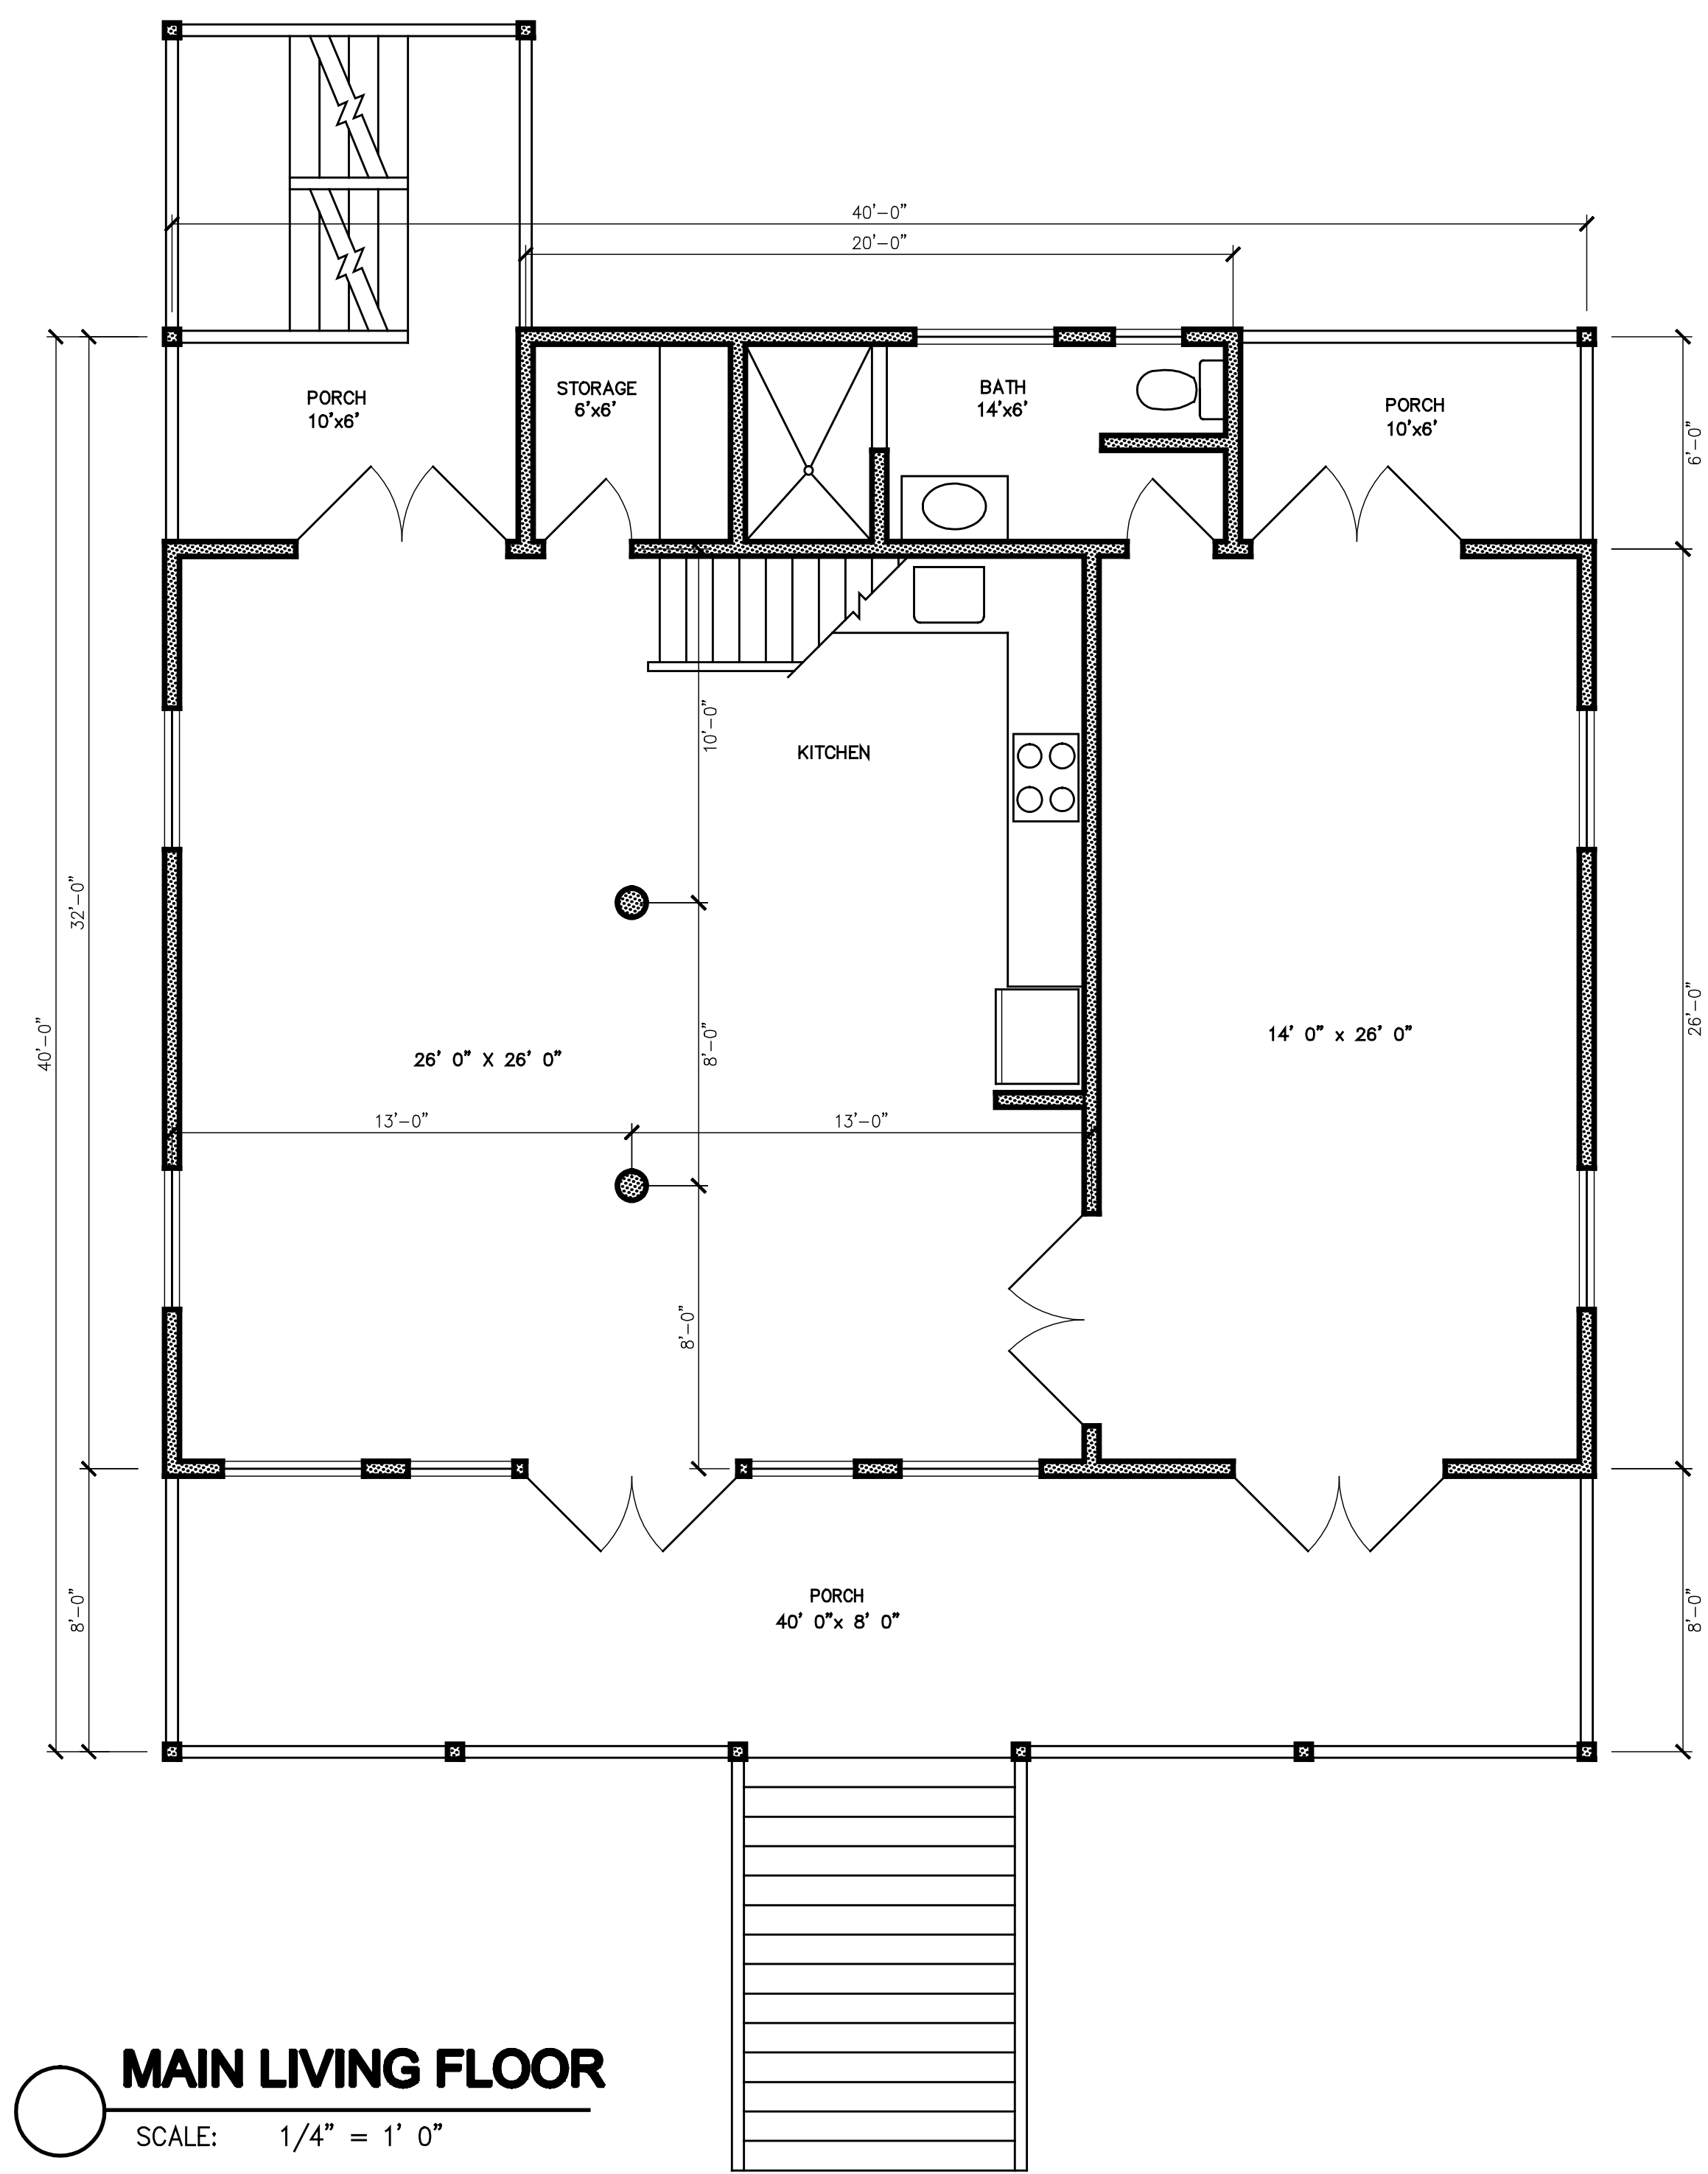 40'-0"
20'-0"
PORCH
10'x6'
STORAGE
6'x6'
BATH
14'x6'
PORCH
10'x6'
6'-0"
10'-0"
KITCHEN
32'-0"
40'-0"
8'-0"
26'-0"
26' 0" X 26' 0"
14' 0" x 26' 0"
13'-0"
13'-0"
8'-0"
PORCH
40' 0"x 8' 0"
8'-0"
8'-0"
MAIN LIVING FLOOR
SCALE: 1/4" = 1' 0"